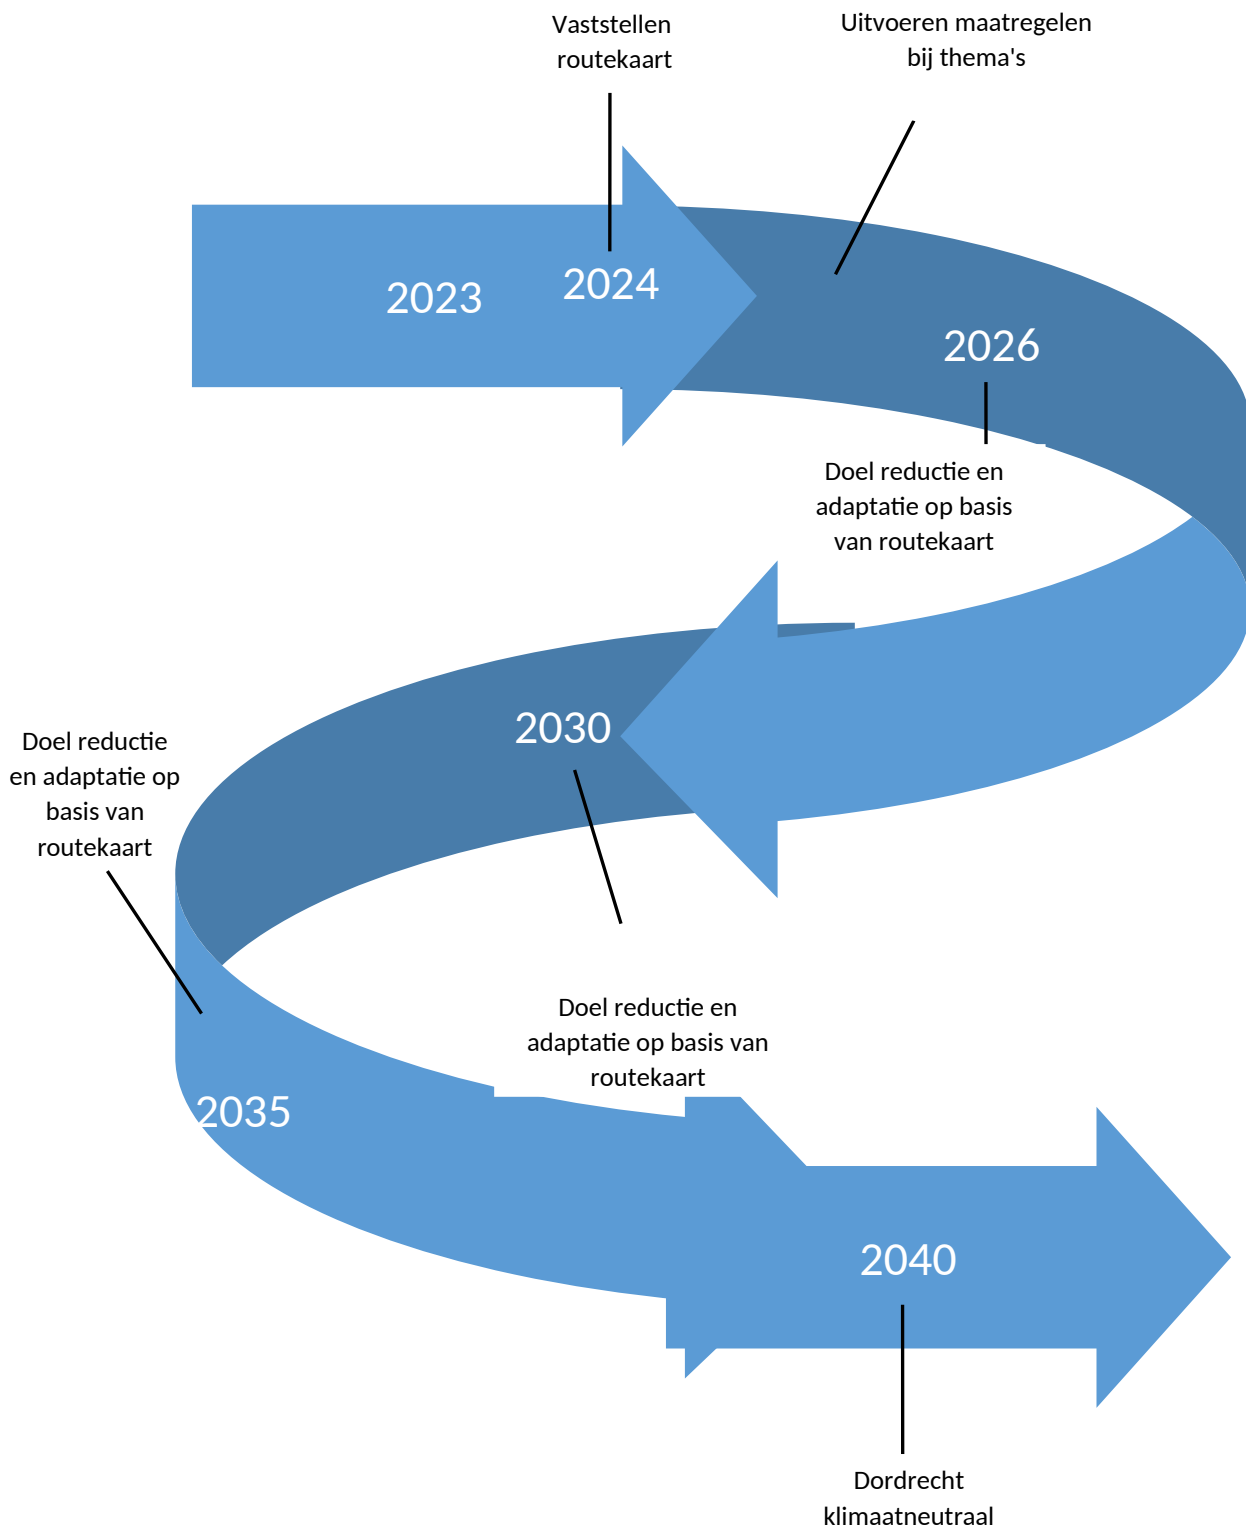 Vaststellen
routekaart
Uitvoeren maatregelen
bij thema's
2023
2024
2026
Doel reductie en
adaptatie op basis
van routekaart
2030
Doel reductie
en adaptatie op
basis van
routekaart
Doel reductie en
adaptatie op basis van
routekaart
2035
2040
Dordrecht
klimaatneutraal